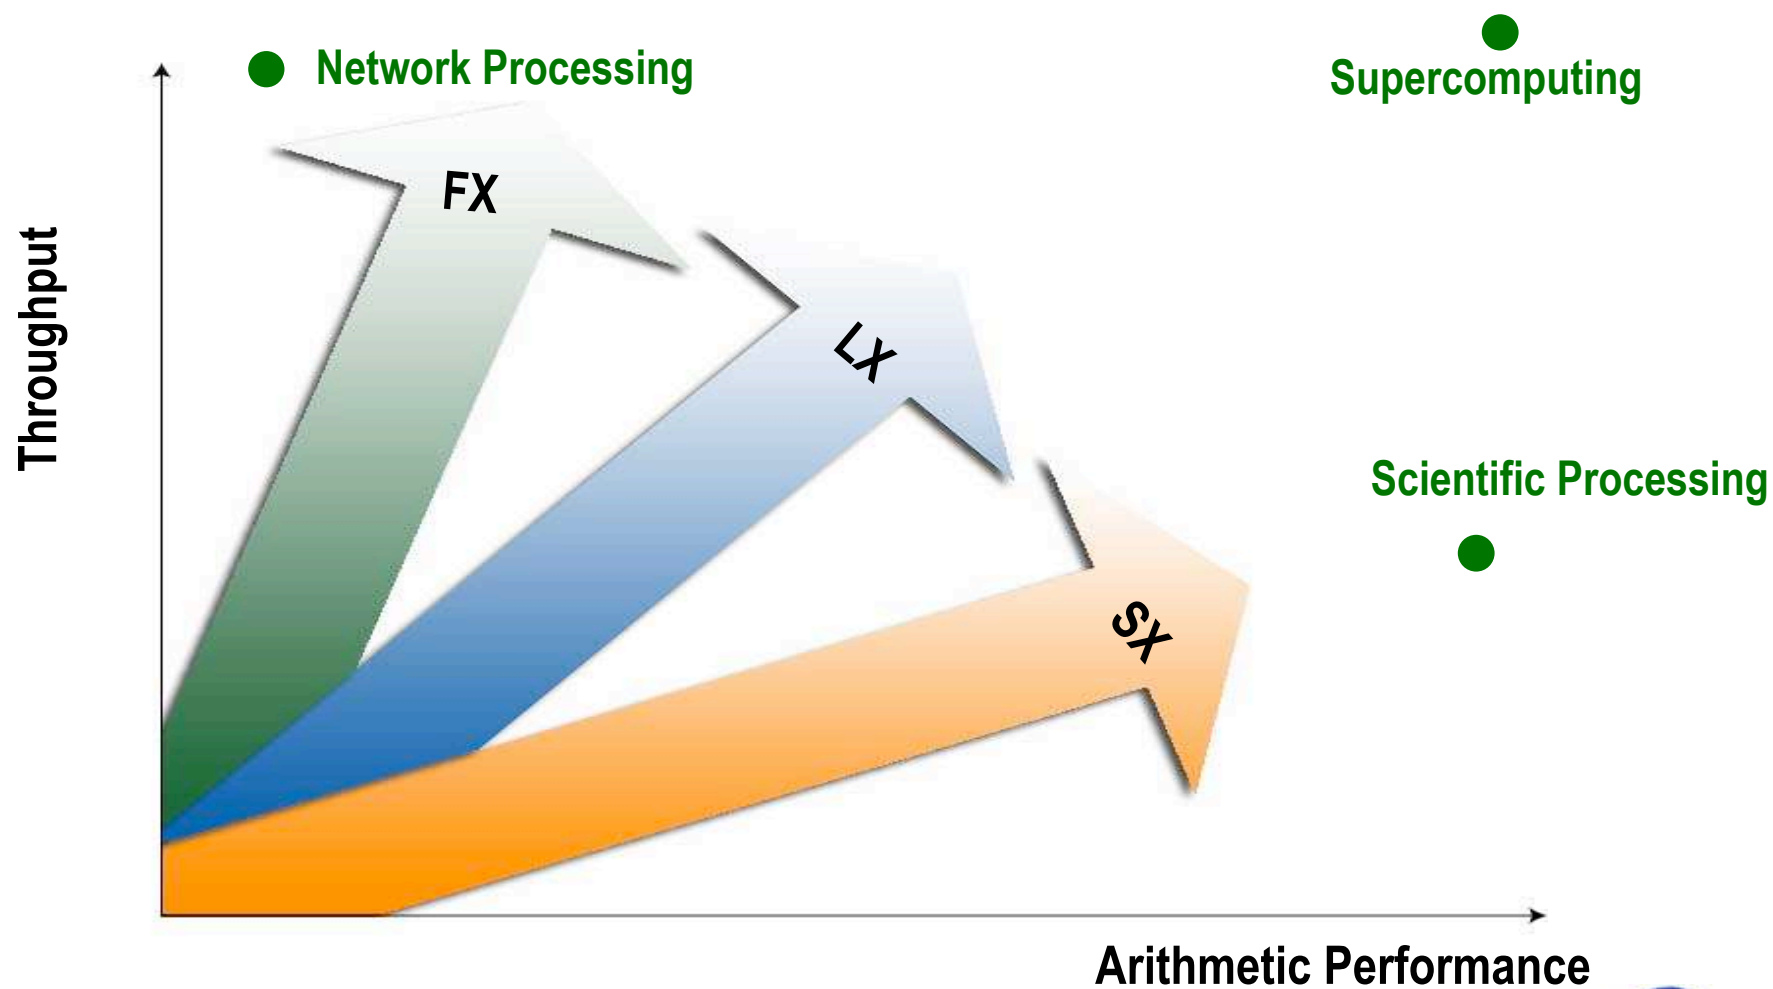 Network Processing
Supercomputing
FX
Throughput
LX
Scientific Processing
SX
Arithmetic Performance